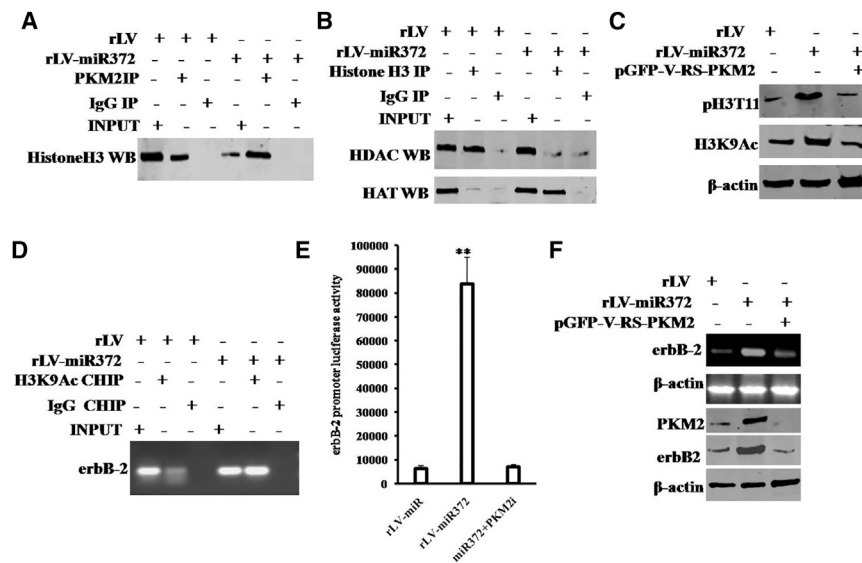 A
rLV + + + - - -
rLV-miR372 - - - + + +
PKM2IP - + - - + -
IgG IP - - + - - +
INPUT + - - + - -
HistoneH3 WB
B
rLV + + + - - -
rLV-miR372 - - - + + +
Histone H3 IP - + - - + -
IgG IP - - + - - +
INPUT + - - + - -
HDAC WB
HAT WB
C
rLV + - -
rLV-miR372 - + +
pGFP-V-RS-PKM2 - - +
pH3T11
H3K9Ac
β-actin
D
rLV + + + - - -
rLV-miR372 - - - + + +
H3K9Ac CHIP - + - - + -
IgG CHIP - - + - - +
INPUT + - - + - -
erbB-2
E
erbB-2 promoter luciferase activity
100000
90000
80000
70000
60000
50000
40000
30000
20000
10000
0
**
rLV-miR
rLV-miR372
miR372+PKM2i
F
rLV + - -
rLV-miR372 - + +
pGFP-V-RS-PKM2 - - +
erbB-2
β-actin
PKM2
erbB2
β-actin